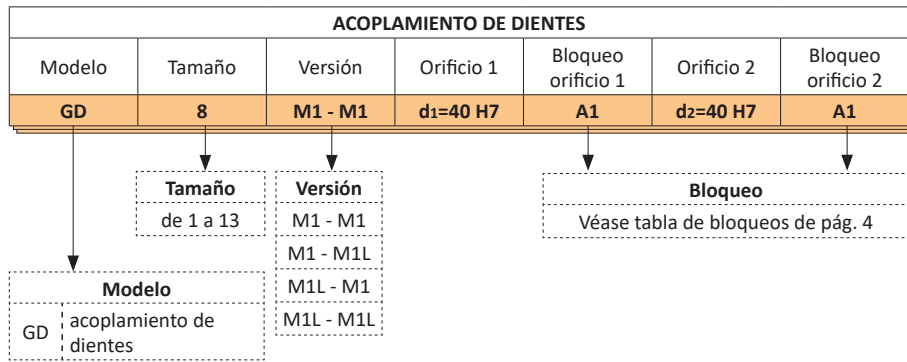 ACOPLAMIENTO DE DIENTES
Modelo Tamaño Versión Orificio 1 Bloqueo orificio 1 Orificio 2 Bloqueo orificio 2
GD 8 M1 - M1 d1=40 H7 A1 d2=40 H7 A1
Tamaño
de 1 a 13
Versión
M1 - M1
M1 - M1L
M1L - M1
M1L - M1L
Bloqueo
Véase tabla de bloqueos de pág. 4
Modelo
GD acoplamiento de
dientes